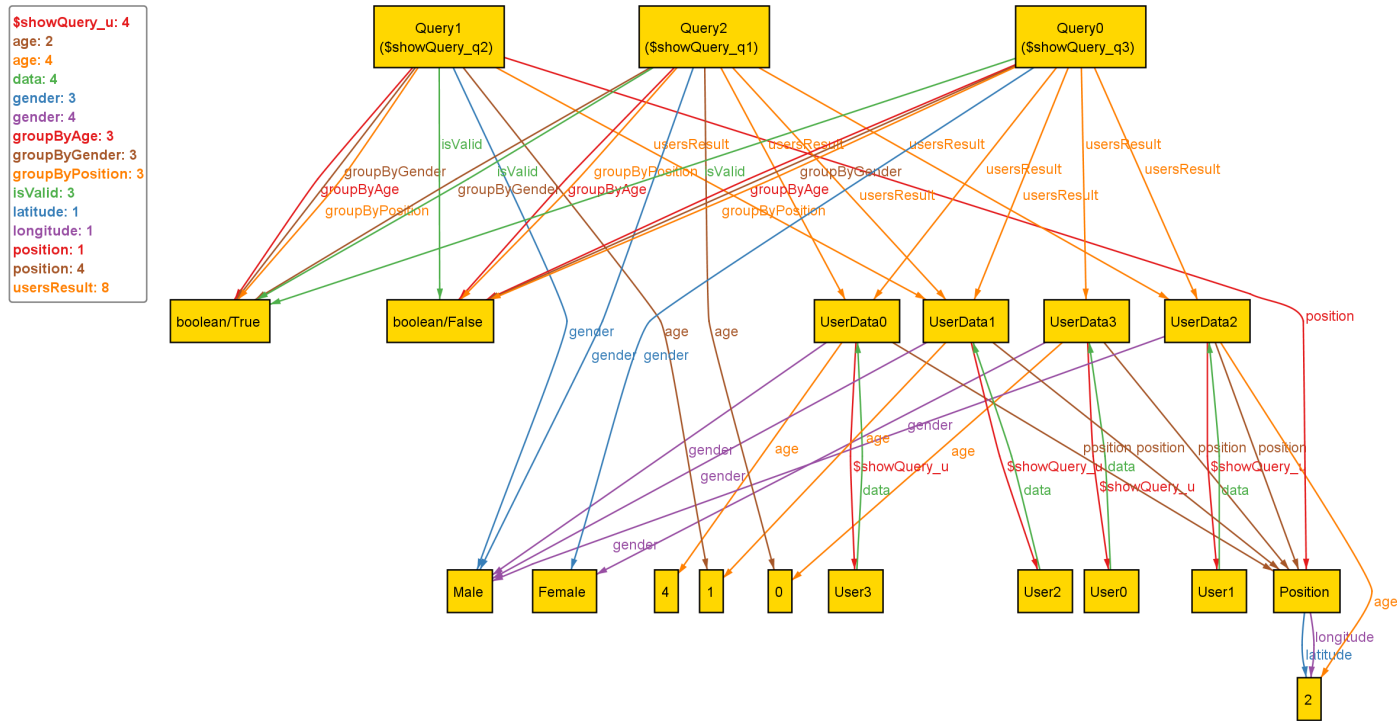 $showQuery_u: 4
age: 2
age: 4
data: 4
gender: 3
gender: 4
groupByAge: 3
groupByGender: 3
groupByPosition: 3
isValid: 3
latitude: 1
longitude: 1
position: 1
position: 4
usersResult: 8
Query1
($showQuery_q2)
Query2
($showQuery_q1)
Query0
($showQuery_q3)
isValid
usersResult
usersResult
usersResult
usersResult
groupByGender
isValid
groupByPosition
isValid
groupByGender
usersResult
usersResult
groupByAge
groupByGender
groupByAge
groupByAge
usersResult
usersResult
groupByPosition
groupByPosition
boolean/True
boolean/False
UserData0
UserData1
UserData3
UserData2
position
gender
age
age
gender
gender
gender
age
gender
age
age
position
position
position
position
gender
$showQuery_u
$showQuery_u
data
$showQuery_u
data
data
$showQuery_u
data
gender
Male
Female
4
1
0
User3
User2
User0
User1
Position
age
longitude
latitude
2